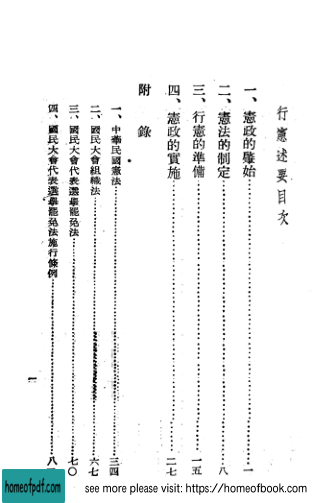 行憲述要目次
一、憲政的肇始…………一
二、憲法的制定…………八
三、行憲的準備…………一五
四、憲政的實施…………二七
附錄
一、中華民國憲法…………三四
二、國民大會組織法…………六七
三、國民大會代表選舉罷免法…………七〇
四、國民大會代表選舉罷免法施行條例…………八
一
homeofpdf.com
see more please visit: https://homeofbook.com